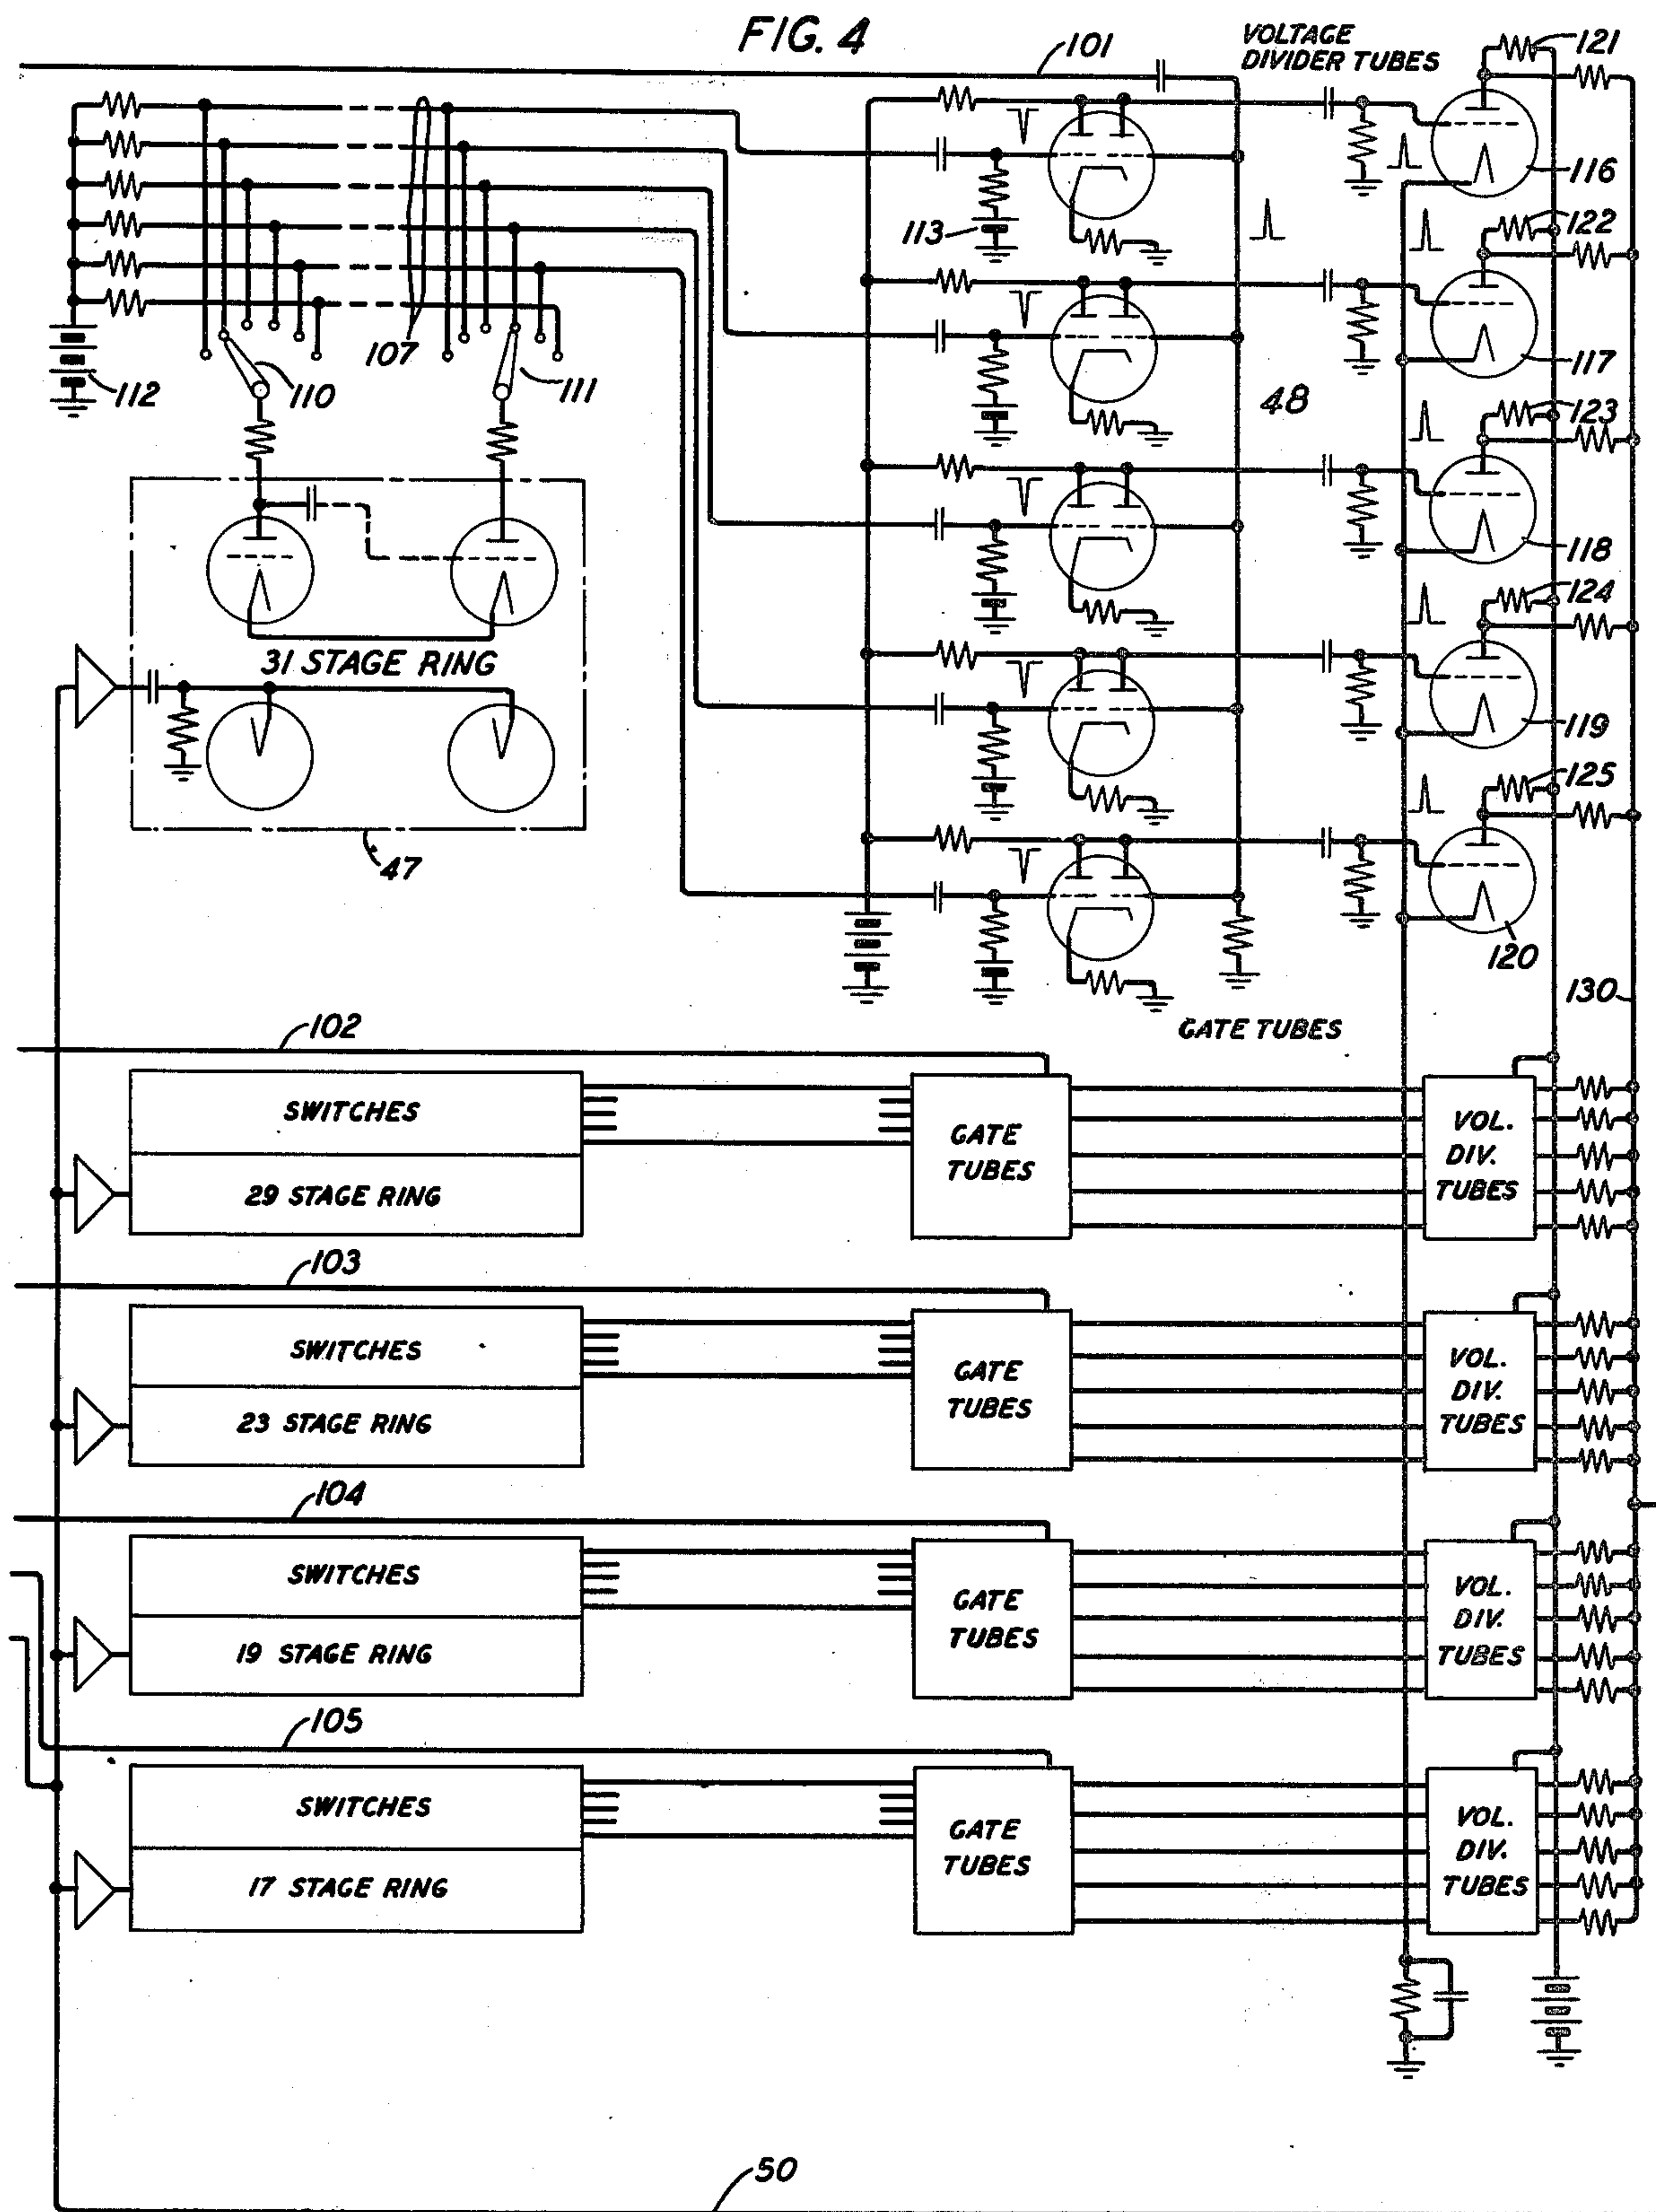 FIG. 4
101
VOLTAGE
DIVIDER TUBES
121
116
113
122
107
112
110
111
48
117
123
118
31 STAGE RING
124
119
47
125
120
130
GATE TUBES
102
SWITCHES
29 STAGE RING
GATE
TUBES
VOL.
DIV.
TUBES
103
SWITCHES
23 STAGE RING
GATE
TUBES
VOL.
DIV.
TUBES
104
SWITCHES
19 STAGE RING
GATE
TUBES
VOL.
DIV.
TUBES
105
SWITCHES
17 STAGE RING
GATE
TUBES
VOL.
DIV.
TUBES
50